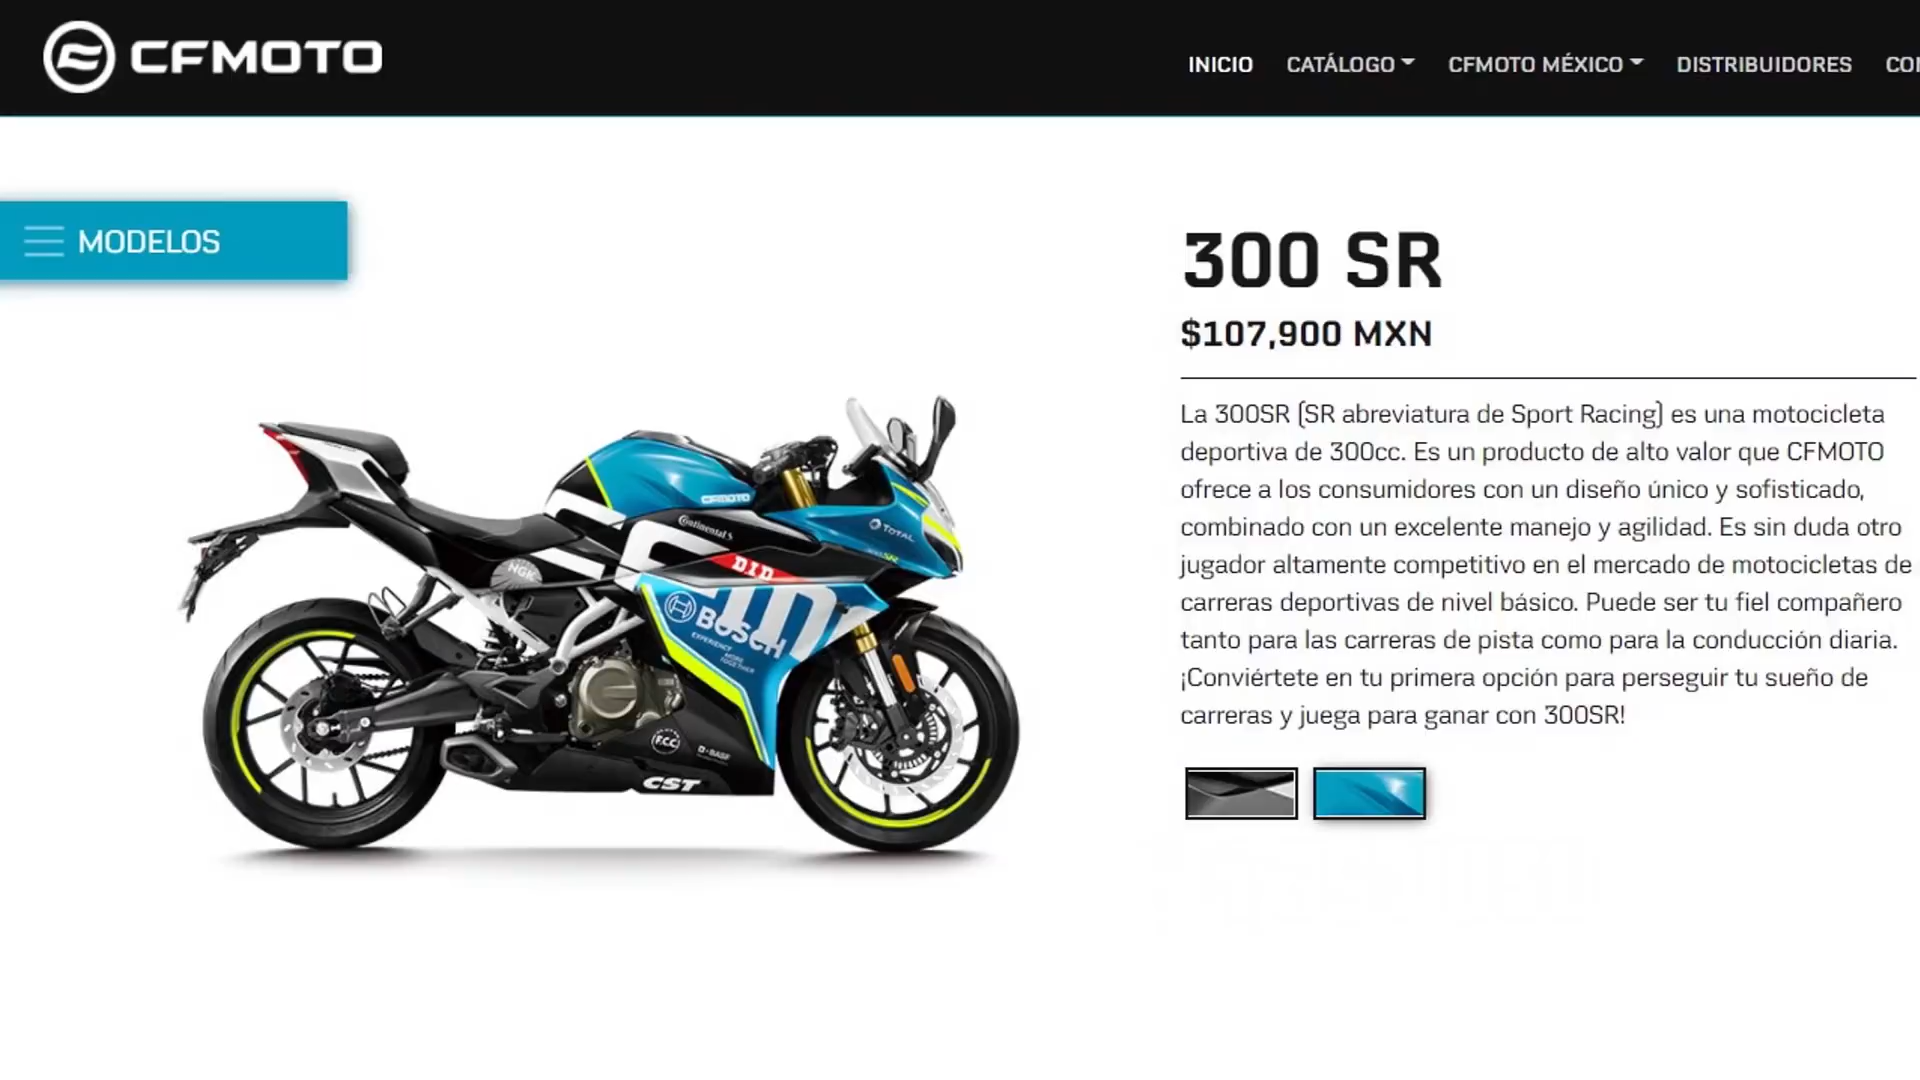 CFMOTO
INICIO CATÁLOGO CFMOTO MÉXICO DISTRIBUIDORES
MODELOS
300 SR
$107,900 MXN
La 300SR (SR abreviatura de Sport Racing) es una motocicleta
deportiva de 300cc. Es un producto de alto valor que CFMOTO
ofrece a los consumidores con un diseño único y sofisticado,
combinado con un excelente manejo y agilidad. Es sin duda otro
jugador altamente competitivo en el mercado de motocicletas de
carreras deportivas de nivel básico. Puede ser tu fiel compañero
tanto para las carreras de pista como para la conducción diaria.
¡Conviértete en tu primera opción para perseguir tu sueño de
carreras y juega para ganar con 300SR!
CFMOTO
Continental
TOTAL
300SR
DID
NGK
BOSCH
EXPERIENCY
MORE
TOGETHER
F.C.C.
BASF
CST